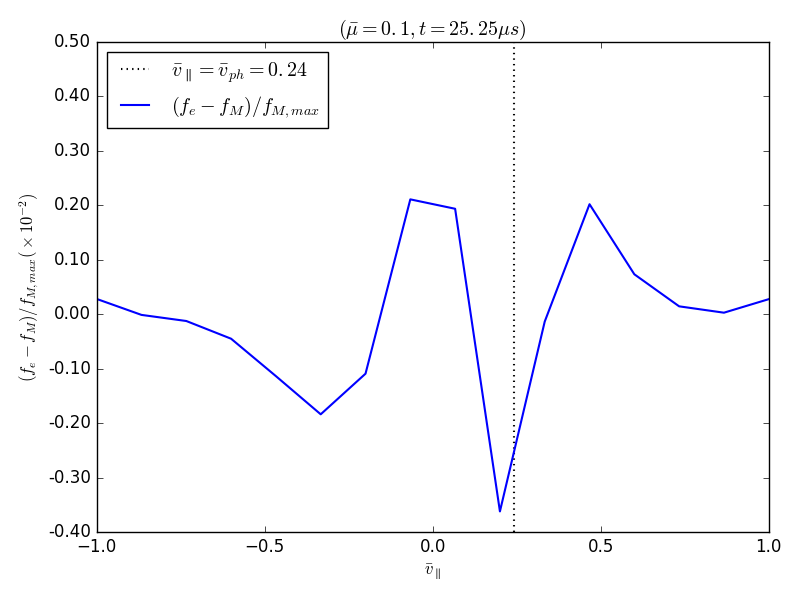 (μ̄ = 0.1, t = 25.25μs)
0.50
v̄∥ = v̄ph = 0.24
(fe − fM)/fM,max
0.40
0.30
0.20
0.10
0.00
-0.10
-0.20
-0.30
-0.40
(fe − fM)/fM,max(×10⁻²)
−1.0 −0.5 0.0 0.5 1.0
v̄∥